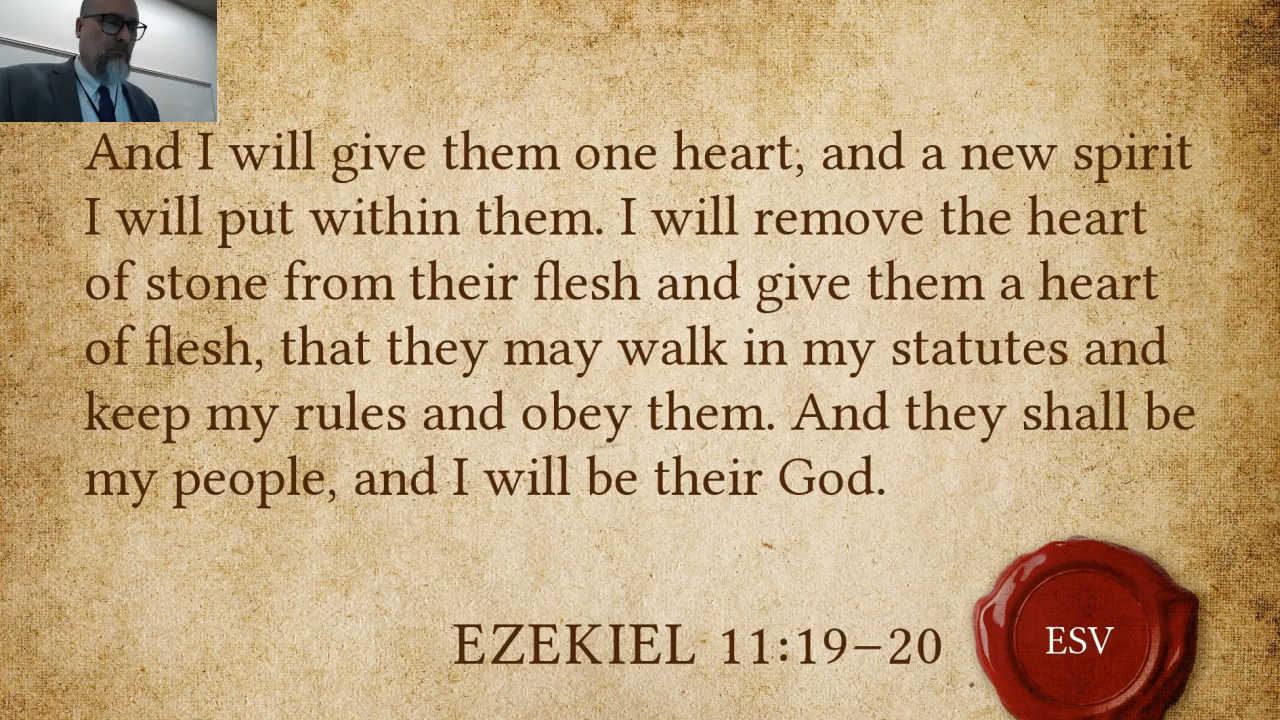 And I will give them one heart, and a new spirit
I will put within them. I will remove the heart
of stone from their flesh and give them a heart
of flesh, that they may walk in my statutes and
keep my rules and obey them. And they shall be
my people, and I will be their God.
EZEKIEL 11:19–20
ESV